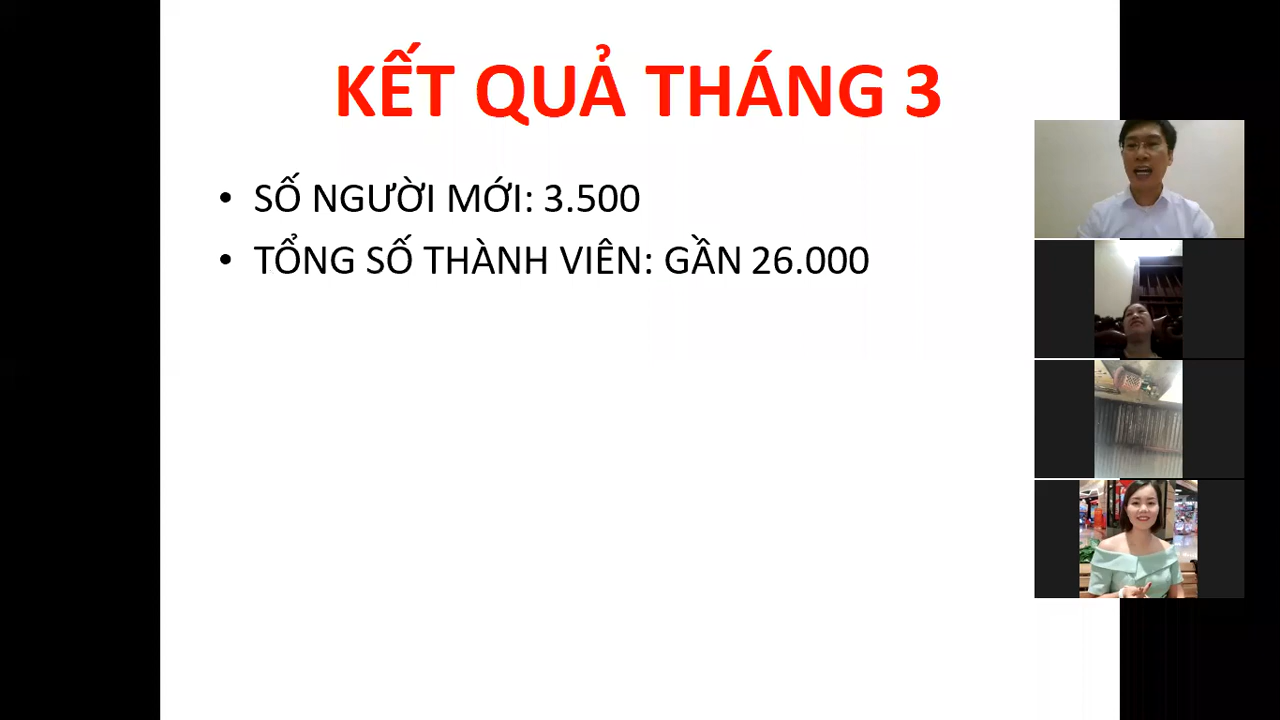 KẾT QUẢ THÁNG 3
• SỐ NGƯỜI MỚI: 3.500
• TỔNG SỐ THÀNH VIÊN: GẦN 26.000